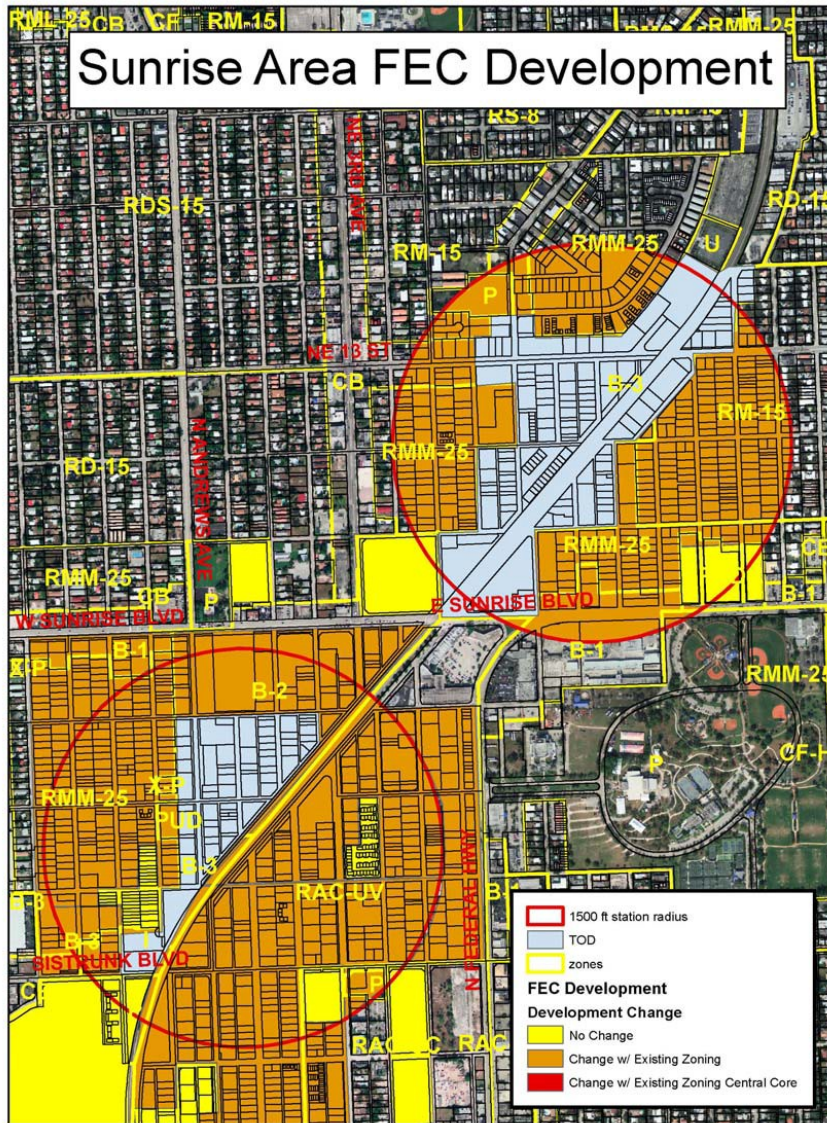 RML-25
CB
CF
RM-15
RMM-25
Sunrise Area FEC Development
RS-8
NE 3RD AVE
RDS-15
RD-15
RM-15
RMM-25
U
P
NE 13 ST
CB
B-3
RM-15
N ANDREWS AVE
RMM-25
RD-15
RMM-25
RMM-25
CB
P
CB
W SUNRISE BLVD
E SUNRISE BLVD
B-1
B-1
B-1
X-P
B-2
RMM-25
CF-H
P
RMM-25
X-P
PUD
B-3
RAC-UV
N FEDERAL HWY
B-1
B-3
B-3
I
SISTRUNK BLVD
P
RAC
1500 ft station radius
TOD
zones
FEC Development
Development Change
No Change
Change w/ Existing Zoning
Change w/ Existing Zoning Central Core